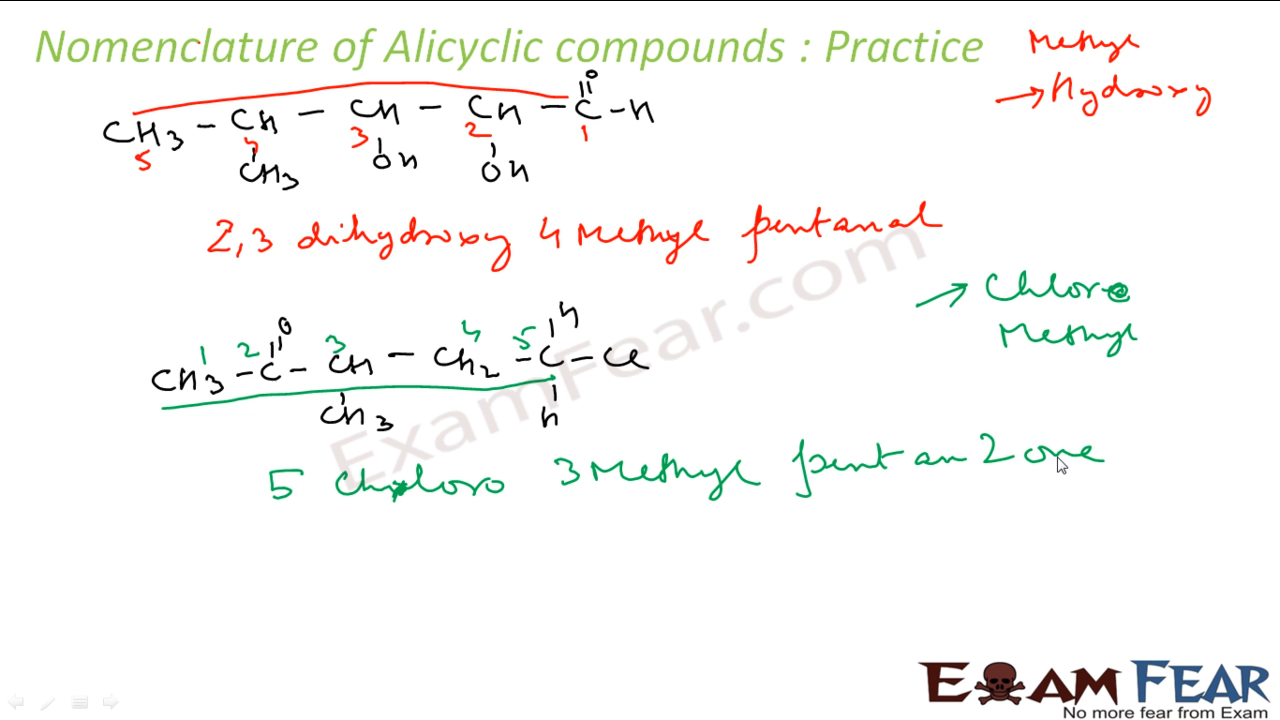 Nomenclature of Alicyclic compounds : Practice
Methyl
→ Hydroxy
O
CH3 – CH – CH – CH – C – H
5 4 3 2 1
CH3 OH OH
2,3 dihydroxy 4 Methyl pentanal
→ Chloro
Methyl
O H
1 2 3 4 5
CH3 – C – CH – CH2 – C – Cl
CH3 H
5 Chloro 3 Methyl pent an 2 one
ExamFear.com
EXAM FEAR
No more fear from Exam